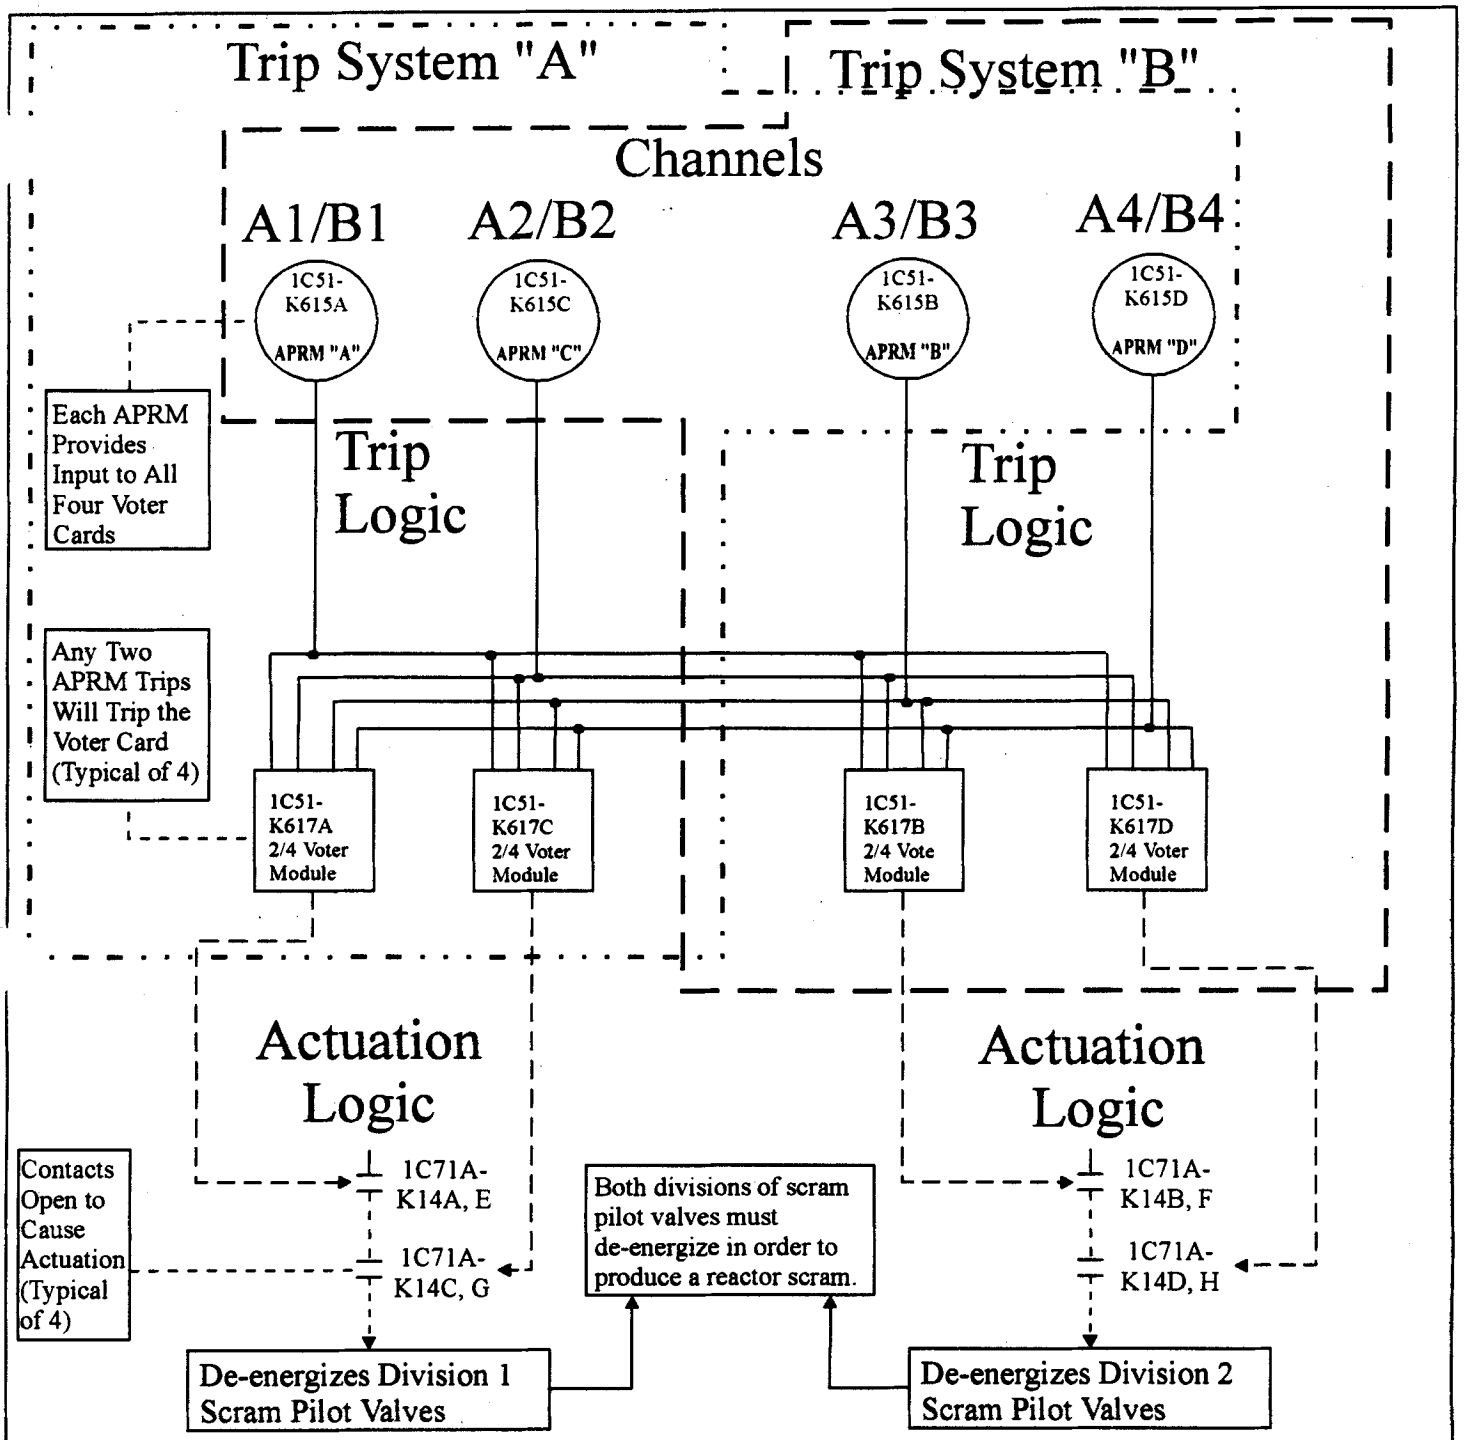 Trip System "A"
Trip System "B"
Channels
A1/B1
A2/B2
A3/B3
A4/B4
1C51-
K615A
APRM "A"
1C51-
K615C
APRM "C"
1C51-
K615B
APRM "B"
1C51-
K615D
APRM "D"
Each APRM
Provides
Input to All
Four Voter
Cards
Trip
Logic
Trip
Logic
Any Two
APRM Trips
Will Trip the
Voter Card
(Typical of 4)
1C51-
K617A
2/4 Voter
Module
1C51-
K617C
2/4 Voter
Module
1C51-
K617B
2/4 Vote
Module
1C51-
K617D
2/4 Voter
Module
Actuation
Logic
Actuation
Logic
Contacts
Open to
Cause
Actuation
(Typical
of 4)
1C71A-
K14A, E
1C71A-
K14C, G
Both divisions of scram
pilot valves must
de-energize in order to
produce a reactor scram.
1C71A-
K14B, F
1C71A-
K14D, H
De-energizes Division 1
Scram Pilot Valves
De-energizes Division 2
Scram Pilot Valves